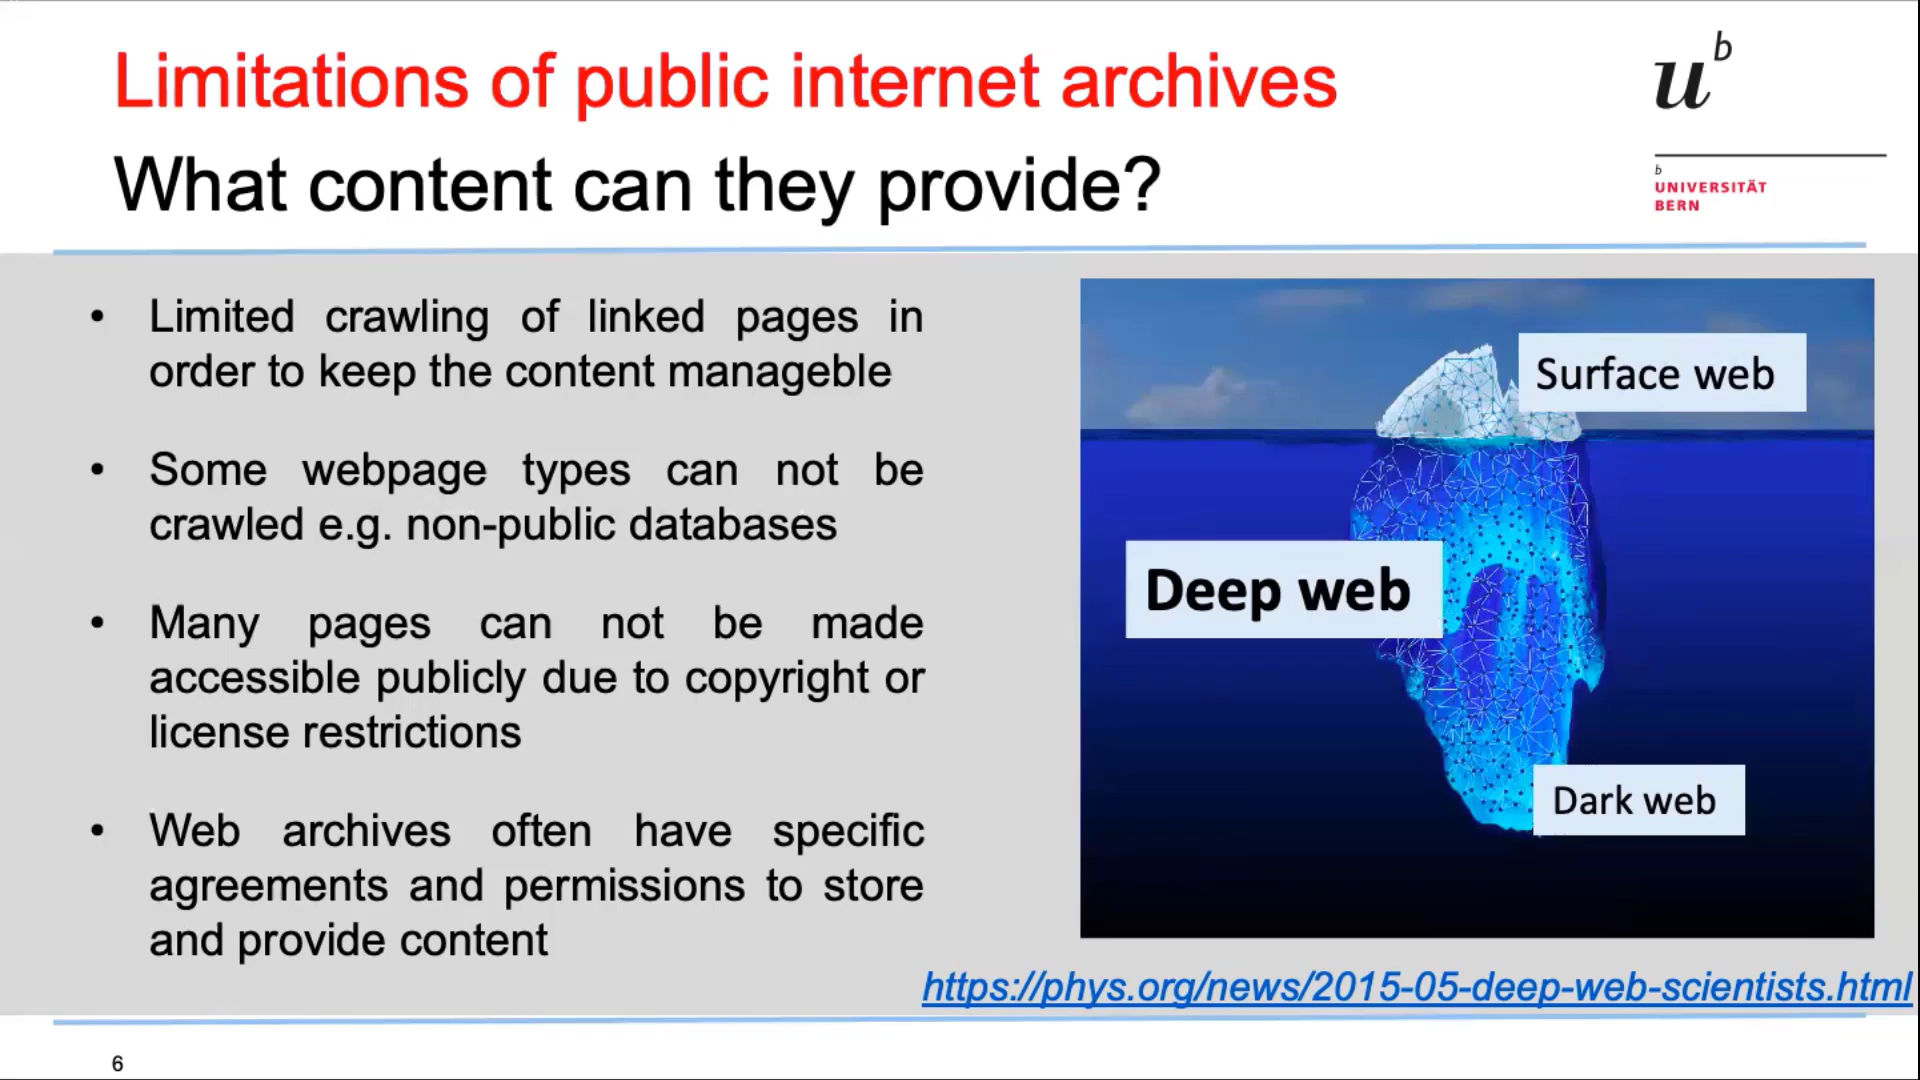 Limitations of public internet archives
What content can they provide?
u
b
b
UNIVERSITÄT
BERN
• Limited crawling of linked pages in
order to keep the content manageble
• Some webpage types can not be
crawled e.g. non-public databases
• Many pages can not be made
accessible publicly due to copyright or
license restrictions
• Web archives often have specific
agreements and permissions to store
and provide content
Surface web
Deep web
Dark web
https://phys.org/news/2015-05-deep-web-scientists.html
6